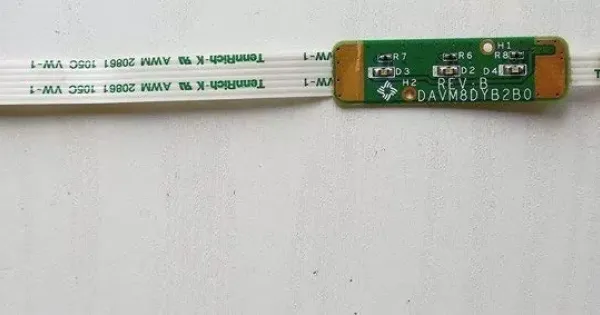 TennRich-K AWM 20861 105C VW-1 VW-1
TennRich-K AWM 20861 105C VW-1 VW-1
R7 R6 H1 R8
D3 D2 D4
H2 REV:B
DAVM8DYB2B0